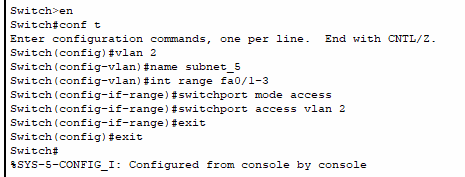 Switch>en
Switch#conf t
Enter configuration commands, one per line.  End with CNTL/Z.
Switch(config)#vlan 2
Switch(config-vlan)#name subnet_5
Switch(config-vlan)#int range fa0/1-3
Switch(config-if-range)#switchport mode access
Switch(config-if-range)#switchport access vlan 2
Switch(config-if-range)#exit
Switch(config)#exit
Switch#
%SYS-5-CONFIG_I: Configured from console by console